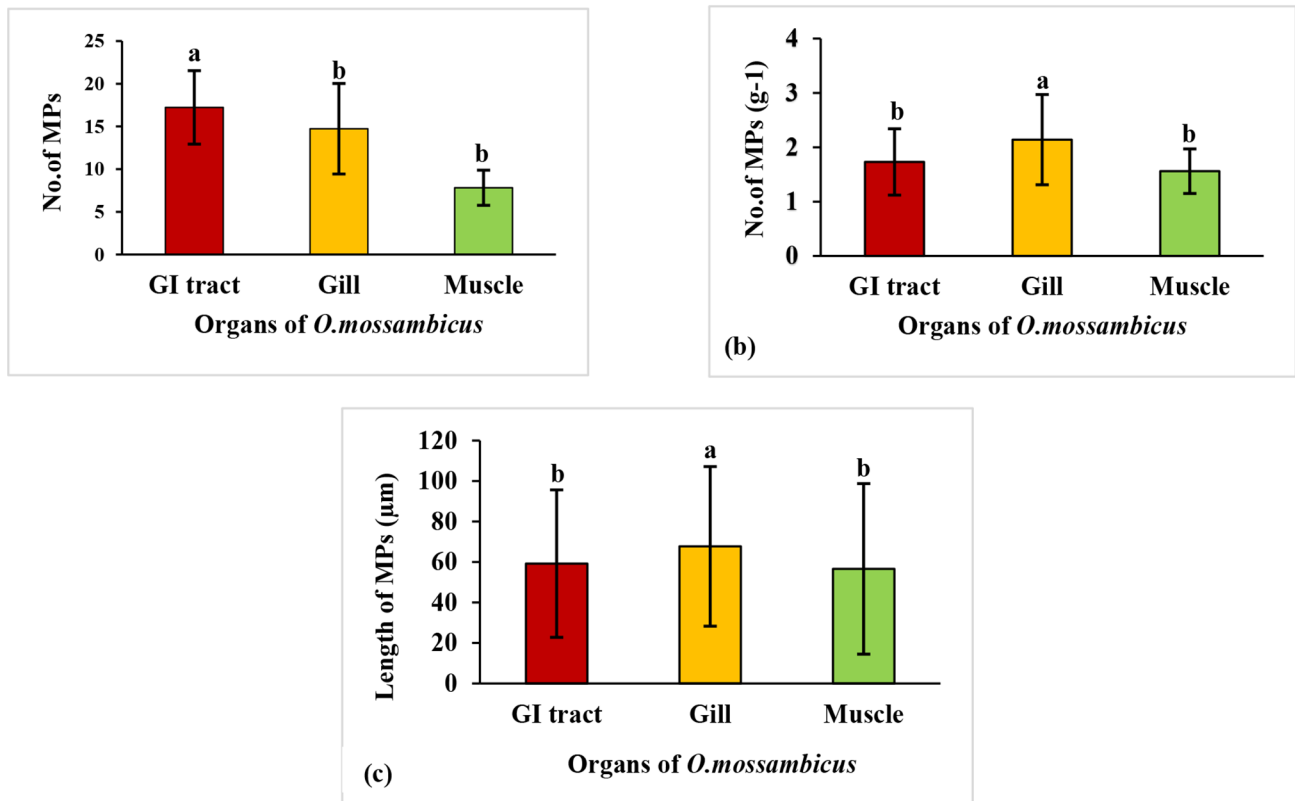 No.of MPs
25
20
15
10
5
0
a
b
b
GI tract
Gill
Muscle
Organs of O.mossambicus
No.of MPs (g-1)
4
3
2
1
0
b
a
b
GI tract
Gill
Muscle
Organs of O.mossambicus
(b)
Length of MPs (μm)
120
100
80
60
40
20
0
b
a
b
GI tract
Gill
Muscle
Organs of O.mossambicus
(c)